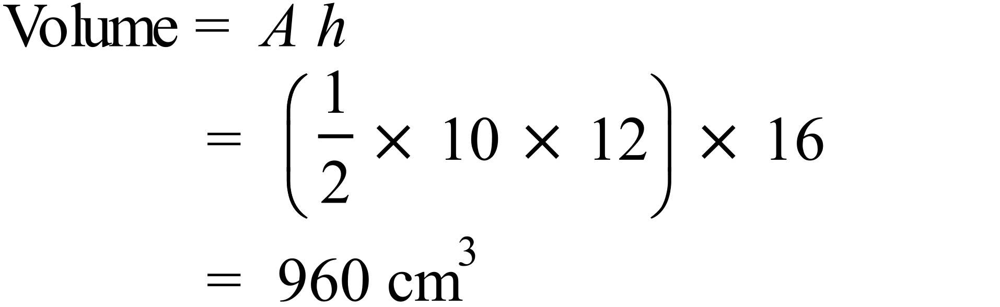 Volume = A h
= (1/2 × 10 × 12) × 16
= 960 cm³